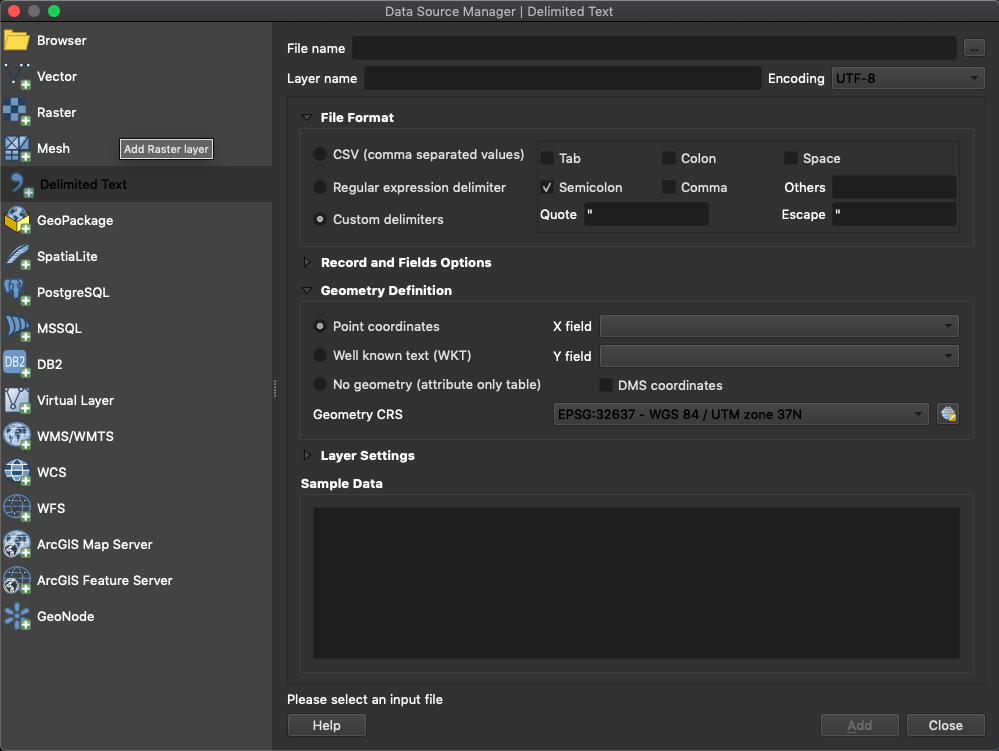 Data Source Manager | Delimited Text
Browser
Vector
Raster
Mesh
Add Raster layer
Delimited Text
GeoPackage
SpatiaLite
PostgreSQL
MSSQL
DB2
DB2
Virtual Layer
WMS/WMTS
WCS
WFS
ArcGIS Map Server
ArcGIS Feature Server
GeoNode
File name
...
Layer name
Encoding UTF-8
File Format
CSV (comma separated values)
Regular expression delimiter
Custom delimiters
Tab Colon Space
Semicolon Comma Others
Quote " Escape "
Record and Fields Options
Geometry Definition
Point coordinates X field
Well known text (WKT) Y field
No geometry (attribute only table) DMS coordinates
Geometry CRS EPSG:32637 - WGS 84 / UTM zone 37N
Layer Settings
Sample Data
Please select an input file
Help Add Close